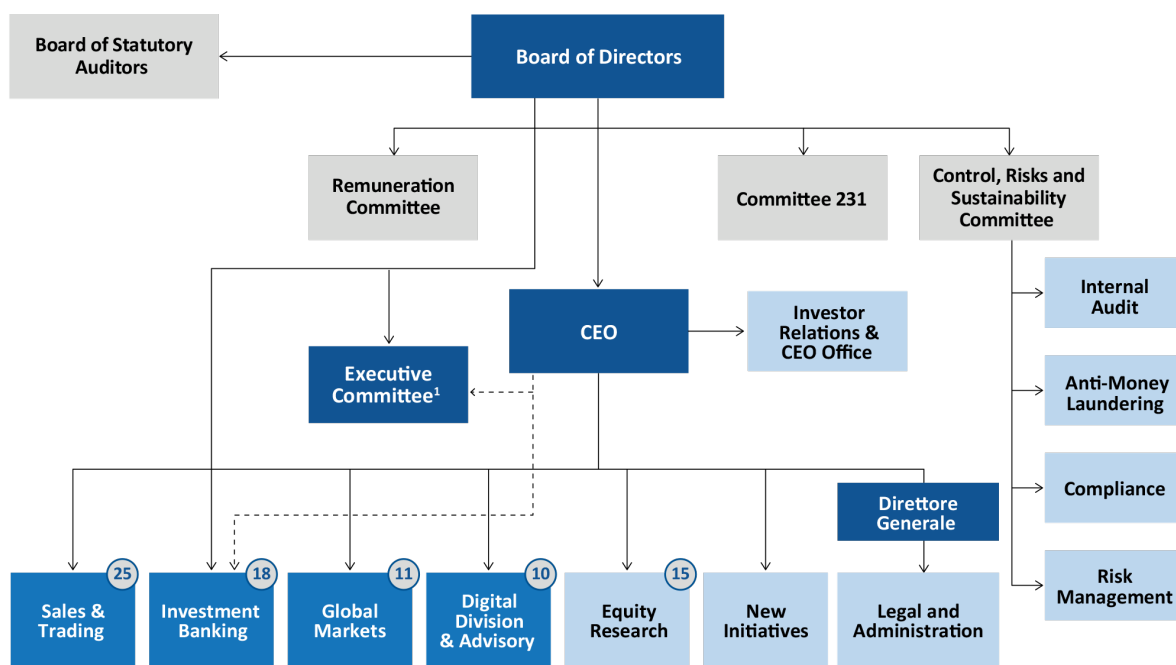 Board of Statutory
Auditors
Board of Directors
Remuneration
Committee
Committee 231
Control, Risks and
Sustainability
Committee
Internal
Audit
CEO
Investor
Relations &
CEO Office
Executive
Committee¹
Anti-Money
Laundering
Compliance
Direttore
Generale
Risk
Management
25
Sales &
Trading
18
Investment
Banking
11
Global
Markets
10
Digital
Division
& Advisory
15
Equity
Research
New
Initiatives
Legal and
Administration